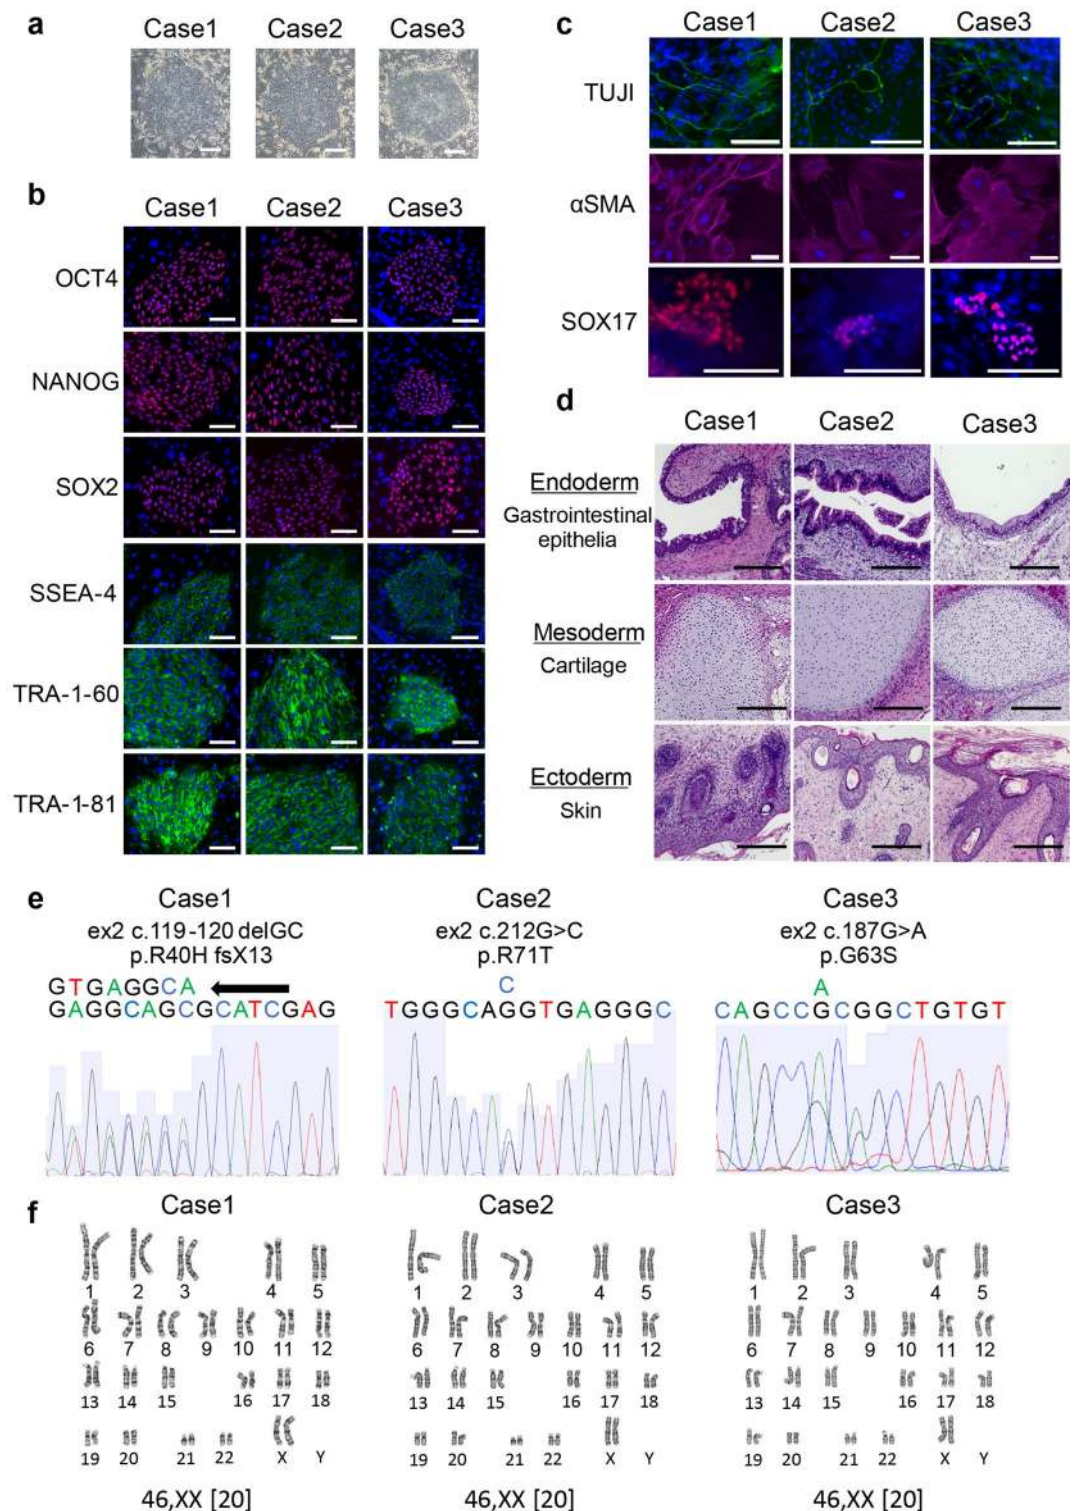 a
Case1 Case2 Case3
b
Case1 Case2 Case3
OCT4
NANOG
SOX2
SSEA-4
TRA-1-60
TRA-1-81
c
Case1 Case2 Case3
TUJI
αSMA
SOX17
d
Case1 Case2 Case3
Endoderm
Gastrointestinal
epithelia
Mesoderm
Cartilage
Ectoderm
Skin
e
Case1
ex2 c.119-120 delGC
p.R40H fsX13
GTGAGGCA
GAGGCAGCGCATCGAG
Case2
ex2 c.212G>C
p.R71T
C
TGGGCAGGTGAGGGC
Case3
ex2 c.187G>A
p.G63S
A
CAGCCGCGGCTGTGT
f
Case1
1 2 3 4 5
6 7 8 9 10 11 12
13 14 15 16 17 18
19 20 21 22 X Y
46,XX [20]
Case2
1 2 3 4 5
6 7 8 9 10 11 12
13 14 15 16 17 18
19 20 21 22 X Y
46,XX [20]
Case3
1 2 3 4 5
6 7 8 9 10 11 12
13 14 15 16 17 18
19 20 21 22 X Y
46,XX [20]